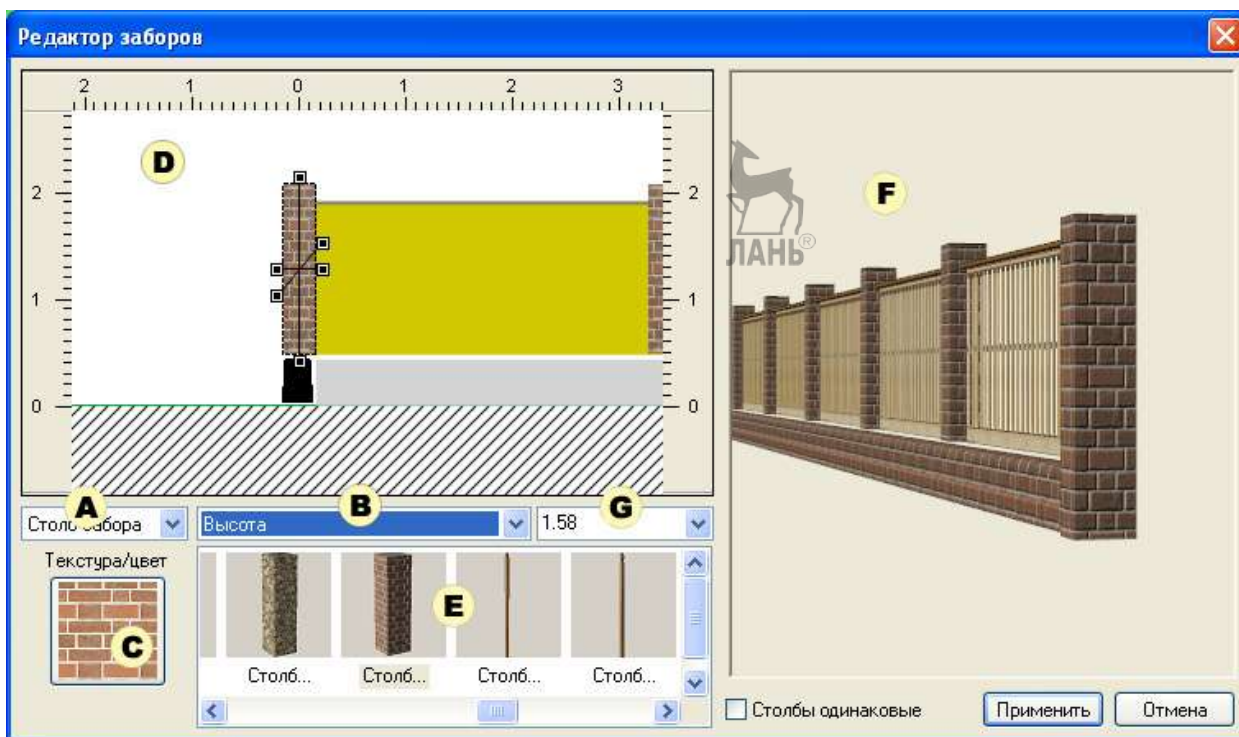 Редактор заборов
2 1 0 1 2 3
D
F
ЛАНЬ®
2 2
1 1
0 0
A B G
Столб забора Высота 1.58
Текстура/цвет
E
C
Столб... Столб... Столб... Столб...
Столбы одинаковые Применить Отмена